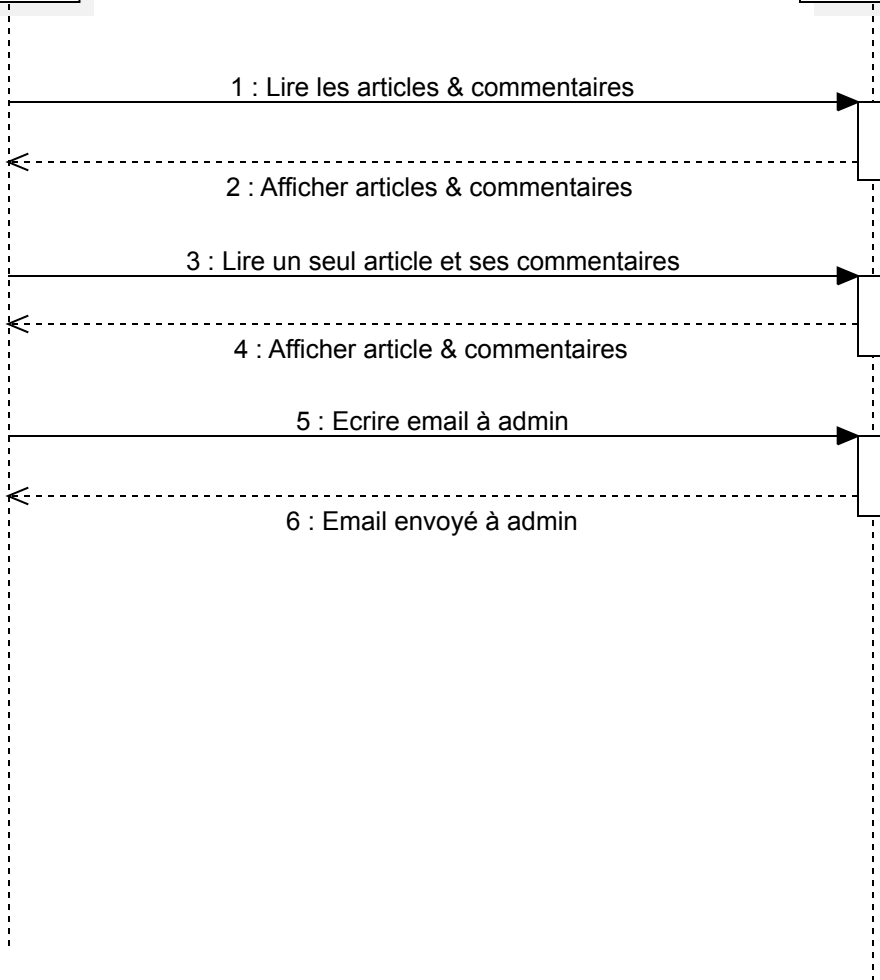 1 : Lire les articles & commentaires
2 : Afficher articles & commentaires
3 : Lire un seul article et ses commentaires
4 : Afficher article & commentaires
5 : Ecrire email à admin
6 : Email envoyé à admin